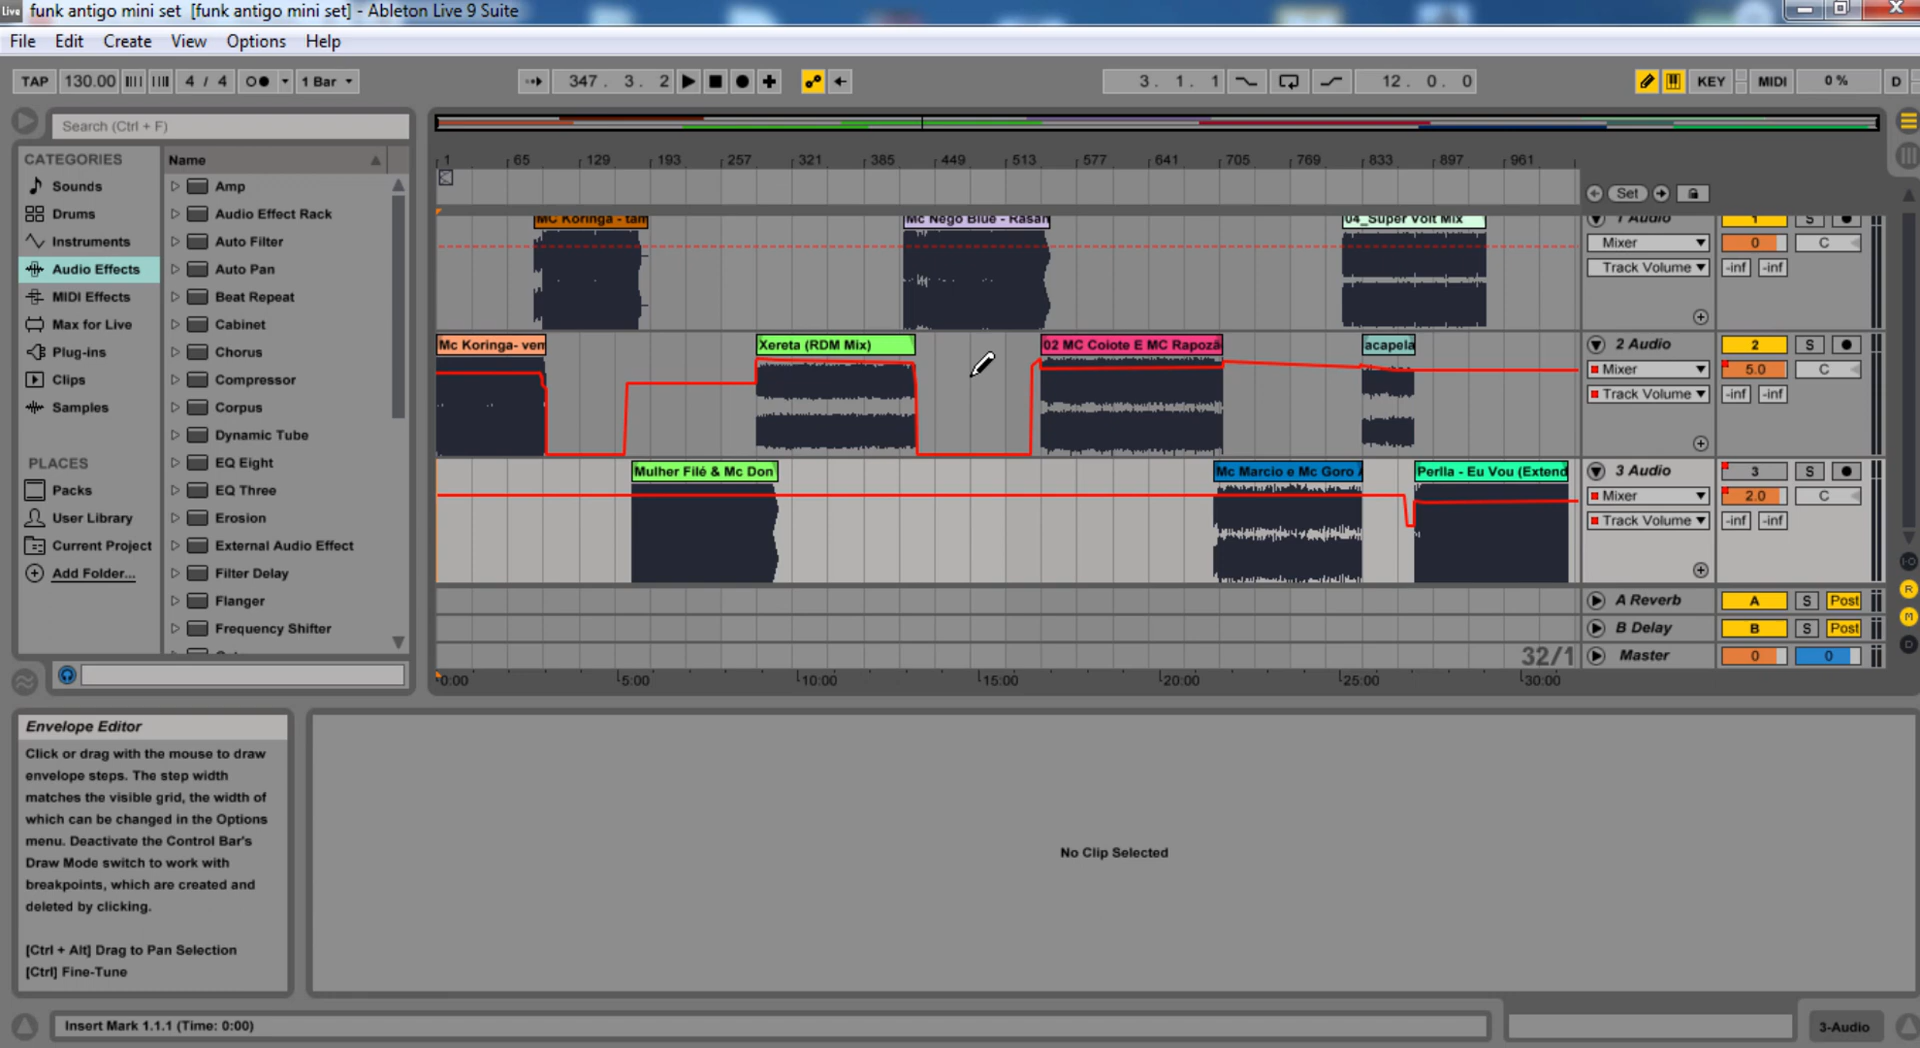 Live funk antigo mini set [funk antigo mini set] - Ableton Live 9 Suite
File Edit Create View Options Help
TAP 130.00 4 / 4 1 Bar 347 . 3 . 2 3 . 1 . 1 12 . 0 . 0 KEY MIDI 0 % D
Search (Ctrl + F)
CATEGORIES
Sounds
Drums
Instruments
Audio Effects
MIDI Effects
Max for Live
Plug-ins
Clips
Samples
PLACES
Packs
User Library
Current Project
Add Folder...
Name
Amp
Audio Effect Rack
Auto Filter
Auto Pan
Beat Repeat
Cabinet
Chorus
Compressor
Corpus
Dynamic Tube
EQ Eight
EQ Three
Erosion
External Audio Effect
Filter Delay
Flanger
Frequency Shifter
1 65 129 193 257 321 385 449 513 577 641 705 769 833 897 961
Set
MC Koringa - tam
Mc Nego Blue - Rasan
04_Super Volt Mix
1 Audio 1 S
Mixer 0 C
Track Volume -inf -inf
Mc Koringa- vem
Xereta (RDM Mix)
02 MC Coiote E MC Rapozã
acapela
2 Audio 2 S
Mixer 5.0 C
Track Volume -inf -inf
Mulher Filé & Mc Don
Mc Marcio e Mc Goro
Perlla - Eu Vou (Extend
3 Audio 3 S
Mixer 2.0 C
Track Volume -inf -inf
A Reverb A S Post
B Delay B S Post
32/1 Master 0 0
0:00 5:00 10:00 15:00 20:00 25:00 30:00
I·O
R
M
D
Envelope Editor
Click or drag with the mouse to draw
envelope steps. The step width
matches the visible grid, the width of
which can be changed in the Options
menu. Deactivate the Control Bar's
Draw Mode switch to work with
breakpoints, which are created and
deleted by clicking.
[Ctrl + Alt] Drag to Pan Selection
[Ctrl] Fine-Tune
No Clip Selected
Insert Mark 1.1.1 (Time: 0:00)
3-Audio